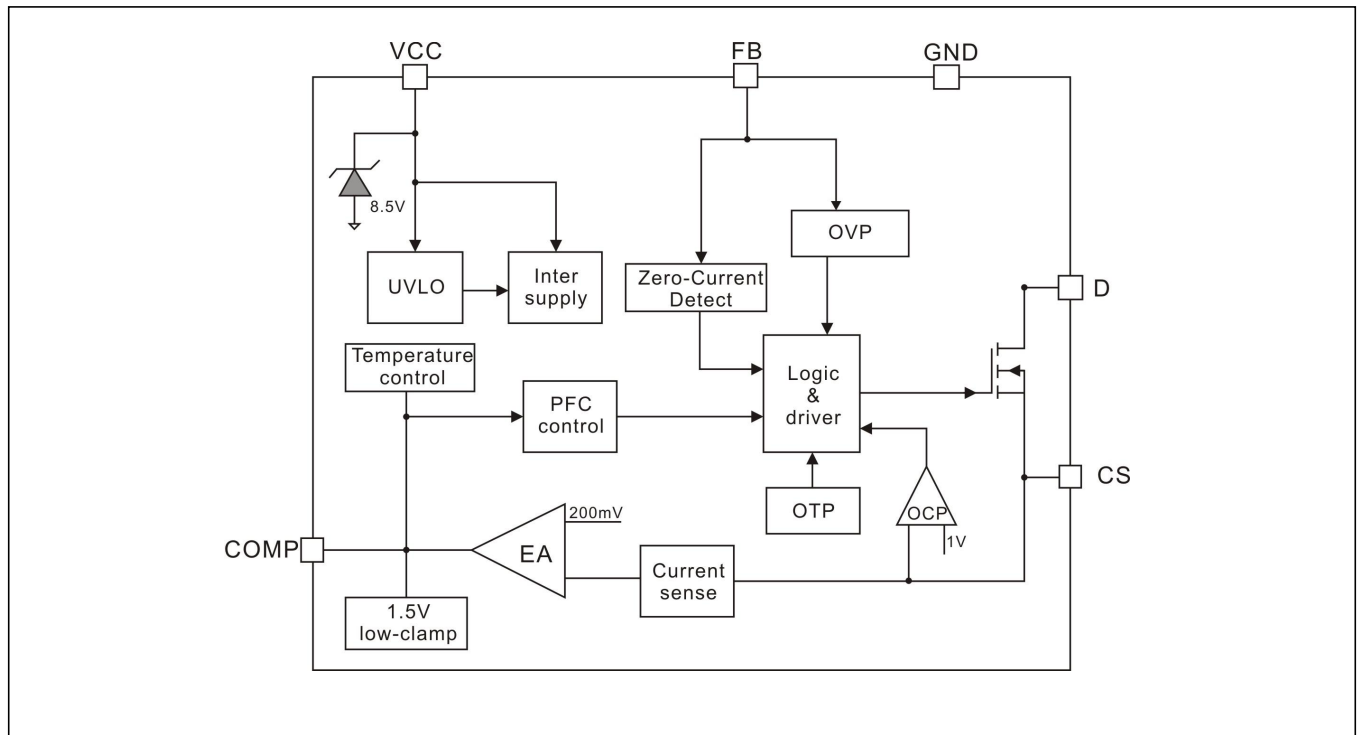 VCC
FB
GND
8.5V
OVP
UVLO
Inter
supply
Zero-Current
Detect
D
Temperature
control
PFC
control
Logic
&
driver
CS
OTP
OCP
1V
200mV
COMP
EA
Current
sense
1.5V
low-clamp